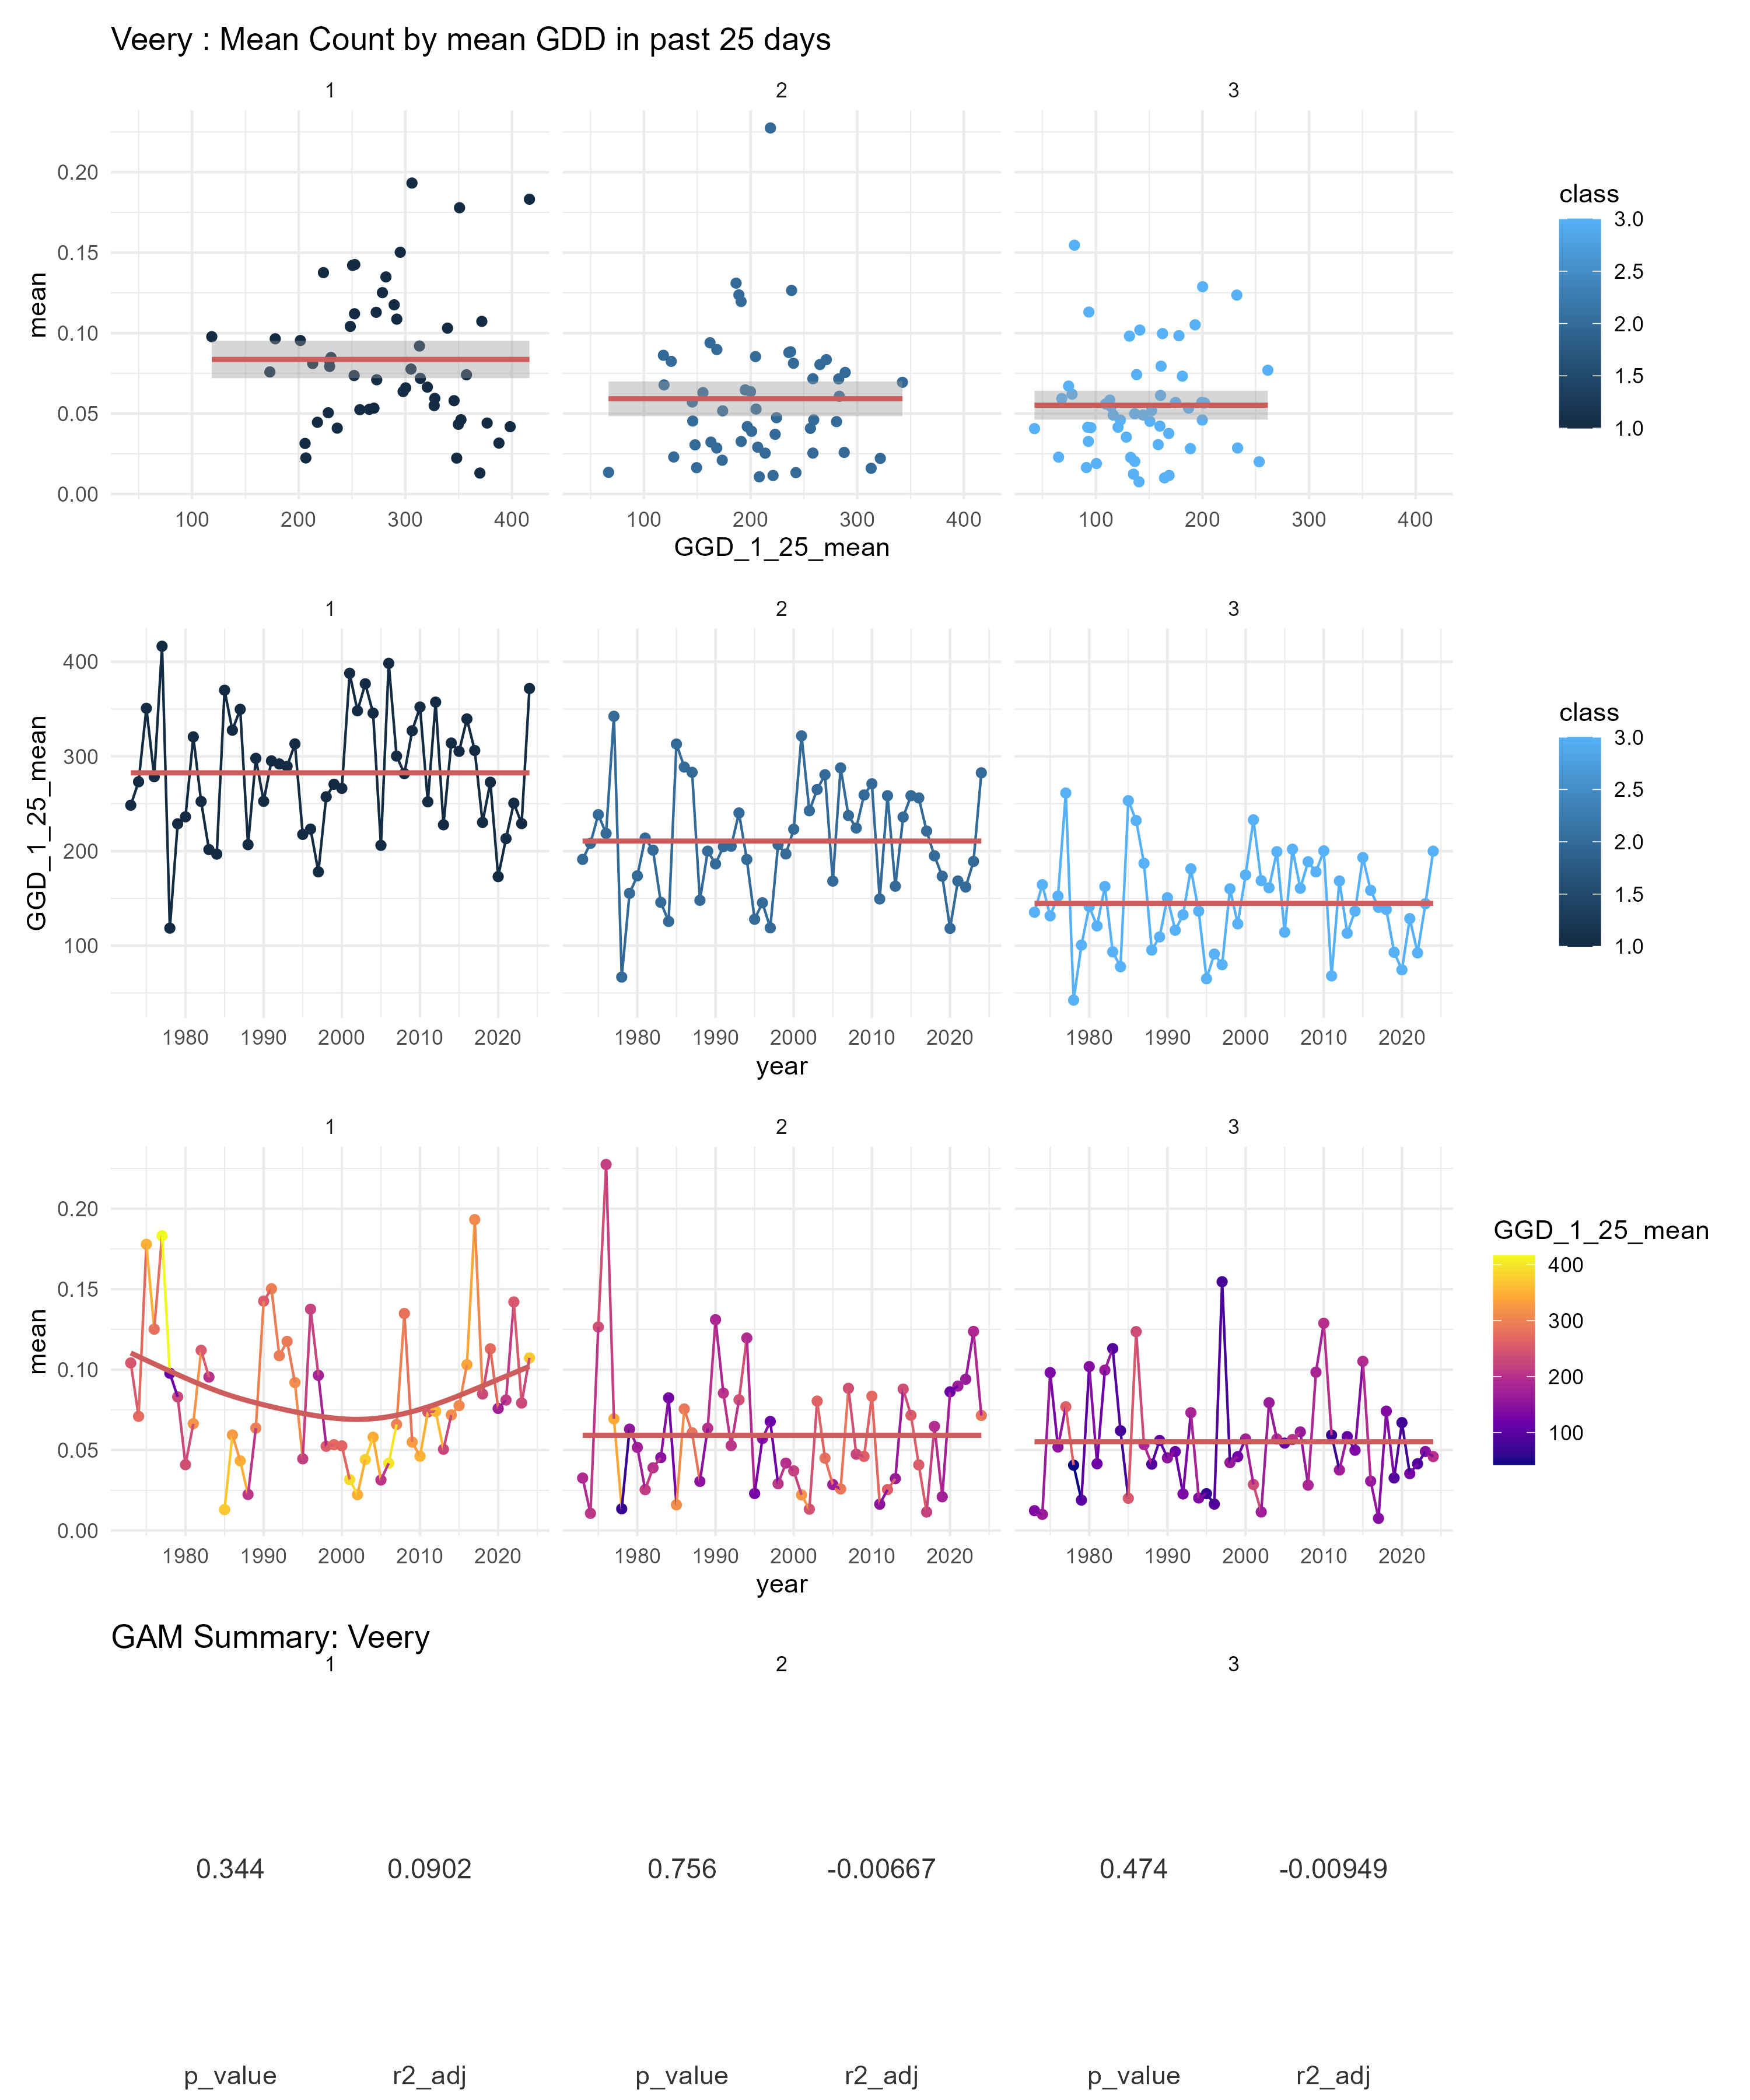 Veery : Mean Count by mean GDD in past 25 days
1 2 3
mean
0.20
0.15
0.10
0.05
0.00
100 200 300 400 100 200 300 400 100 200 300 400
GGD_1_25_mean
class
3.0
2.5
2.0
1.5
1.0
1 2 3
GGD_1_25_mean
400
300
200
100
1980 1990 2000 2010 2020 1980 1990 2000 2010 2020 1980 1990 2000 2010 2020
year
class
3.0
2.5
2.0
1.5
1.0
1 2 3
mean
0.20
0.15
0.10
0.05
0.00
1980 1990 2000 2010 2020 1980 1990 2000 2010 2020 1980 1990 2000 2010 2020
year
GGD_1_25_mean
400
300
200
100
GAM Summary: Veery
1 2 3
0.344 0.0902 0.756 -0.00667 0.474 -0.00949
p_value r2_adj p_value r2_adj p_value r2_adj